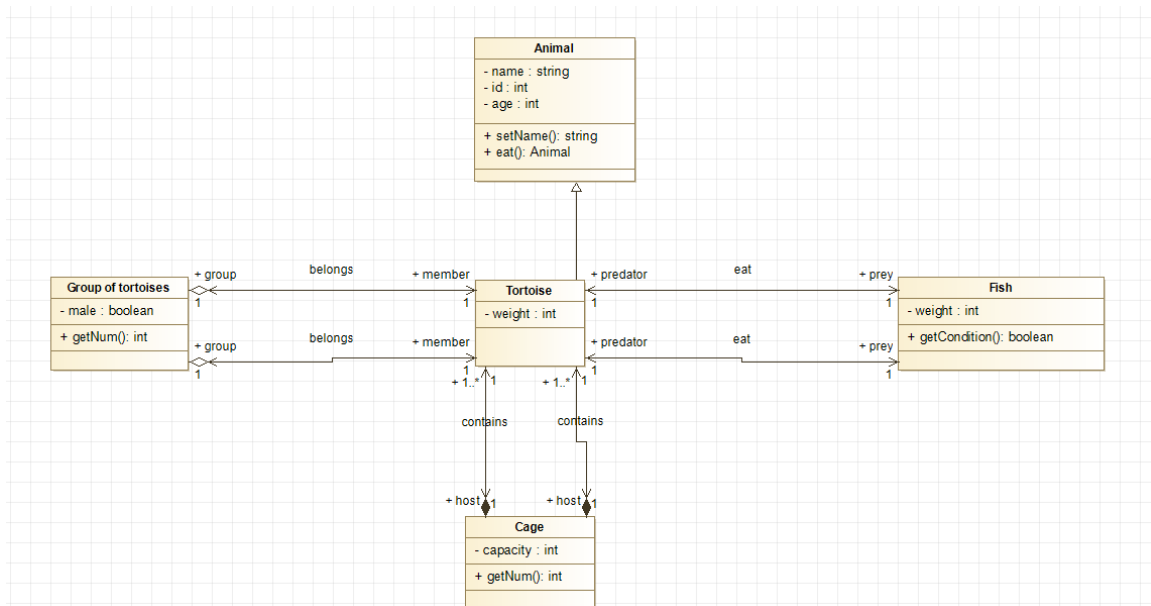 Animal
- name : string
- id : int
- age : int
+ setName(): string
+ eat(): Animal
+ group
belongs
+ member
+ predator
eat
+ prey
1
1
1
1
Group of tortoises
- male : boolean
+ getNum(): int
Tortoise
- weight : int
Fish
- weight : int
+ getCondition(): boolean
+ group
belongs
+ member
+ predator
eat
+ prey
1
1
1
1
+ 1..*
1
+ 1..*
1
contains
contains
+ host
1
+ host
1
Cage
- capacity : int
+ getNum(): int